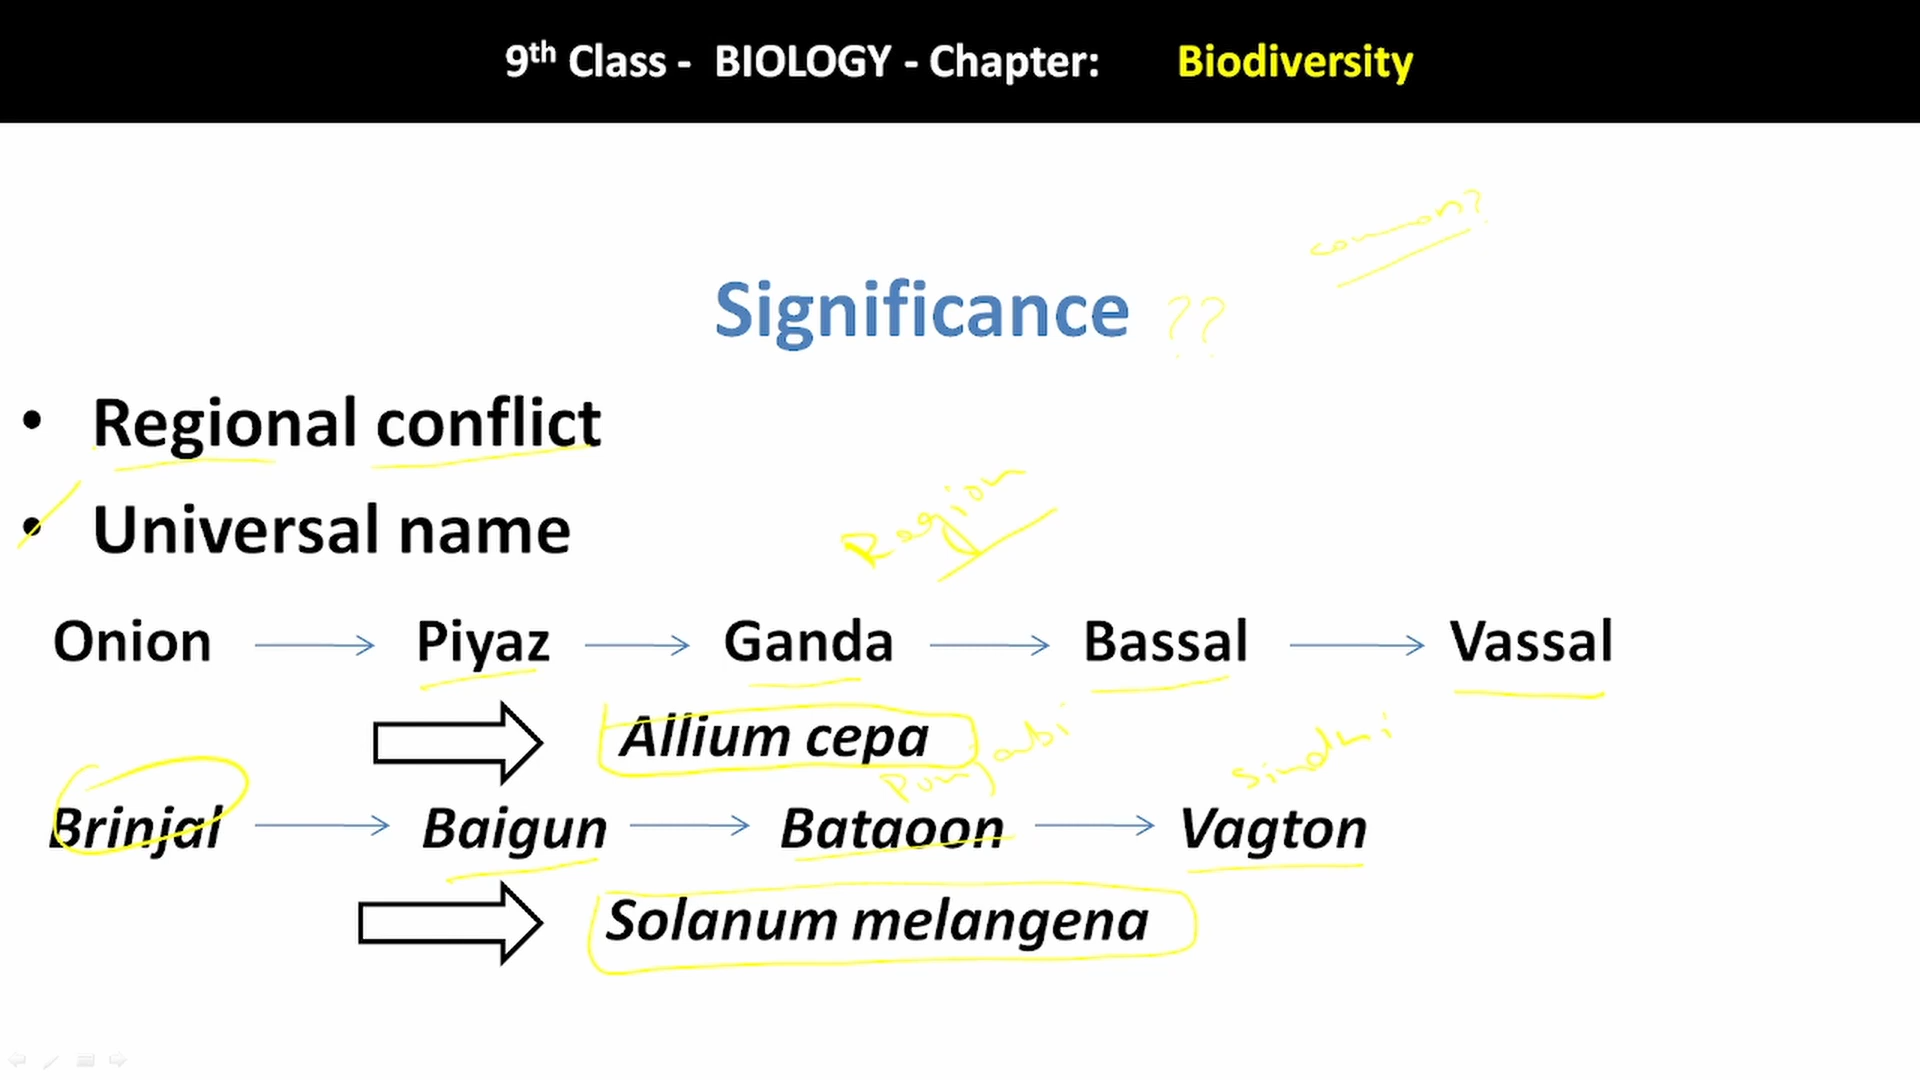 9th Class - BIOLOGY - Chapter: Biodiversity
common?
Significance ??
• Regional conflict
• Universal name
Region
Onion Piyaz Ganda Bassal Vassal
Allium cepa
Punjabi Sindhi
Brinjal Baigun Bataoon Vagton
Solanum melangena